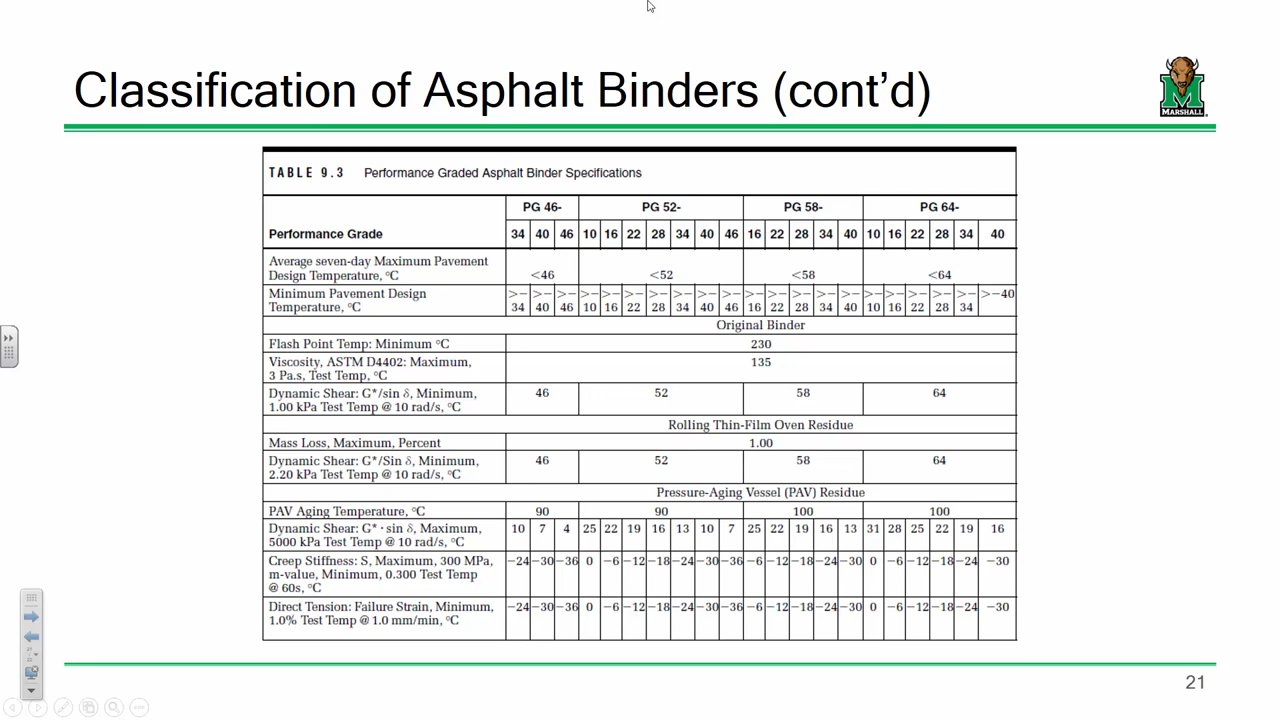 Classification of Asphalt Binders (cont’d)
MARSHALL
TABLE 9.3 Performance Graded Asphalt Binder Specifications
PG 46- PG 52- PG 58- PG 64-
Performance Grade 34 40 46 10 16 22 28 34 40 46 16 22 28 34 40 10 16 22 28 34 40
Average seven-day Maximum Pavement
Design Temperature, °C <46 <52 <58 <64
Minimum Pavement Design >– >– >– >– >– >– >– >– >– >– >– >– >– >– >– >– >– >– >– >– >–40
Temperature, °C 34 40 46 10 16 22 28 34 40 46 16 22 28 34 40 10 16 22 28 34
Original Binder
Flash Point Temp: Minimum °C 230
Viscosity, ASTM D4402: Maximum, 135
3 Pa.s, Test Temp, °C
Dynamic Shear: G*/sin δ, Minimum, 46 52 58 64
1.00 kPa Test Temp @ 10 rad/s, °C
Rolling Thin-Film Oven Residue
Mass Loss, Maximum, Percent 1.00
Dynamic Shear: G*/Sin δ, Minimum, 46 52 58 64
2.20 kPa Test Temp @ 10 rad/s, °C
Pressure-Aging Vessel (PAV) Residue
PAV Aging Temperature, °C 90 90 100 100
Dynamic Shear: G* · sin δ, Maximum, 10 7 4 25 22 19 16 13 10 7 25 22 19 16 13 31 28 25 22 19 16
5000 kPa Test Temp @ 10 rad/s, °C
Creep Stiffness: S, Maximum, 300 MPa, –24 –30 –36 0 –6 –12 –18 –24 –30 –36 –6 –12 –18 –24 –30 0 –6 –12 –18 –24 –30
m-value, Minimum, 0.300 Test Temp
@ 60s, °C
Direct Tension: Failure Strain, Minimum, –24 –30 –36 0 –6 –12 –18 –24 –30 –36 –6 –12 –18 –24 –30 0 –6 –12 –18 –24 –30
1.0% Test Temp @ 1.0 mm/min, °C
21